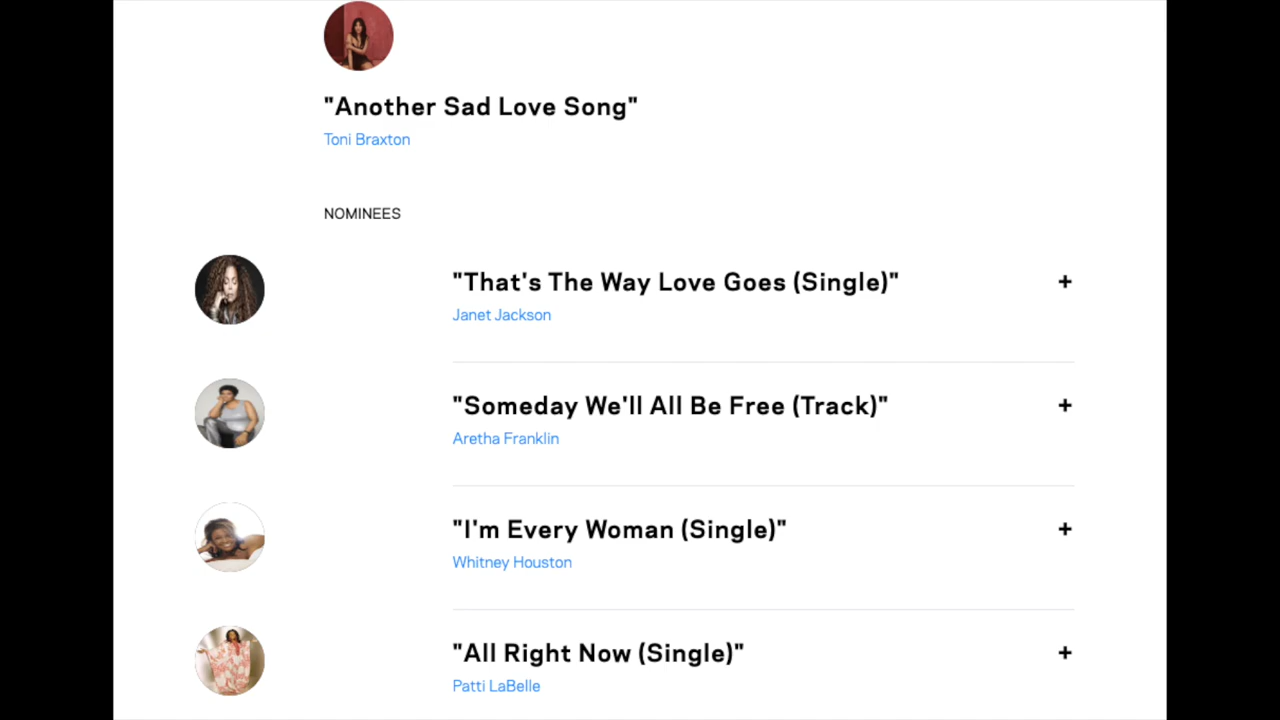 "Another Sad Love Song"
Toni Braxton
NOMINEES
"That's The Way Love Goes (Single)"
+
Janet Jackson
"Someday We'll All Be Free (Track)"
+
Aretha Franklin
"I'm Every Woman (Single)"
+
Whitney Houston
"All Right Now (Single)"
+
Patti LaBelle